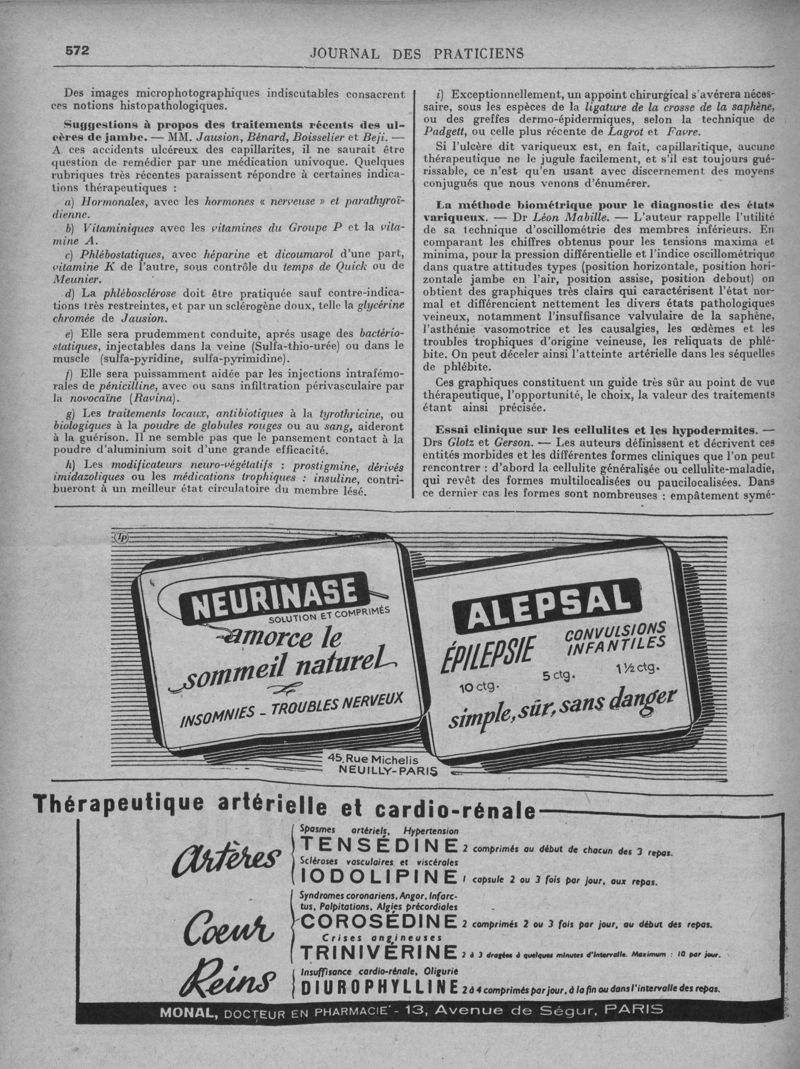 572
JOURNAL DES PRATICIENS
Des images microphotographiques indiscutables consacrent
ces notions histopathologiques.
Suggestions à propos des traitements récents des ul-
cères de jambe. — MM. Jausion, Bénard, Boisselier et Beji. —
A ces accidents ulcéreux des capillarites, il ne saurait être
question de remédier par une médication univoque. Quelques
rubriques très récentes paraissent répondre à certaines indica-
tions thérapeutiques :
a) Hormonales, avec les hormones « nerveuse » et parathyroï-
dienne.
b) Vitaminiques avec les vitamines du Groupe P et la vita-
mine A.
c) Phlébostatiques, avec héparine et dicoumarol d'une part,
vitamine K de l'autre, sous contrôle du temps de Quick ou de
Meunier.
d) La phlébosclérose doit être pratiquée sauf contre-indica-
tions très restreintes, et par un sclérogène doux, telle la glycérine
chromée de Jausion.
e) Elle sera prudemment conduite, aprés usage des bactério-
statiques, injectables dans la veine (Sulfa-thio-urée) ou dans le
muscle (sulfa-pyridine, sulfa-pyrimidine).
f) Elle sera puissamment aidée par les injections intrafémo-
rales de pénicilline, avec ou sans infiltration périvasculaire par
la novocaïne (Ravina).
g) Les traitements locaux, antibiotiques à la tyrothricine, ou
biologiques à la poudre de globules rouges ou au sang, aideront
à la guérison. Il ne semble pas que le pansement contact à la
poudre d'aluminium soit d'une grande efficacité.
h) Les modificateurs neuro-végétatifs : prostigmine, dérivés
imidazoliques ou les médications trophiques : insuline, contri-
bueront à un meilleur état circulatoire du membre lésé.
i) Exceptionnellement, un appoint chirurgical s'avérera néces-
saire, sous les espèces de la ligature de la crosse de la saphène,
ou des greffes dermo-épidermiques, selon la technique de
Padgett, ou celle plus récente de Lagrot et Favre.
Si l'ulcère dit variqueux est, en fait, capillaritique, aucune
thérapeutique ne le jugule facilement, et s'il est toujours gué-
rissable, ce n'est qu'en usant avec discernement des moyens
conjugués que nous venons d'énumérer.
La méthode biométrique pour le diagnostic des états
variqueux. — Dr Léon Mabille. — L'auteur rappelle l'utilité
de sa technique d'oscillométrie des membres inférieurs. En
comparant les chiffres obtenus pour les tensions maxima et
minima, pour la pression différentielle et l'indice oscillométrique
dans quatre attitudes types (position horizontale, position hori-
zontale jambe en l'air, position assise, position debout) on
obtient des graphiques très clairs qui caractérisent l'état nor-
mal et différencient nettement les divers états pathologiques
veineux, notamment l'insuffisance valvulaire de la saphène,
l'asthénie vasomotrice et les causalgies, les œdèmes et les
troubles trophiques d'origine veineuse, les reliquats de phlé-
bite. On peut déceler ainsi l'atteinte artérielle dans les séquelles
de phlébite.
Ces graphiques constituent un guide très sûr au point de vue
thérapeutique, l'opportunité, le choix, la valeur des traitements
étant ainsi précisée.
Essai clinique sur les cellulites et les hypodermites. —
Drs Glotz et Gerson. — Les auteurs définissent et décrivent ces
entités morbides et les différentes formes cliniques que l'on peut
rencontrer : d'abord la cellulite généralisée ou cellulite-maladie,
qui revêt des formes multilocalisées ou paucilocalisées. Dans
ce dernier cas les formes sont nombreuses : empâtement symé-
NEURINASE
SOLUTION ET COMPRIMÉS
amorce le
sommeil naturel
INSOMNIES - TROUBLES NERVEUX
ALEPSAL
ÉPILEPSIE
CONVULSIONS
INFANTILES
10 ctg.
5 ctg.
1½ ctg.
simple, sûr, sans danger
45, Rue Michelis
NEUILLY-PARIS
Thérapeutique artérielle et cardio-rénale
Artères
Spasmes artériels, Hypertension
TENSÉDINE 2 comprimés au début de chacun des 3 repas.
Scléroses vasculaires et viscérales
IODOLIPINE 1 capsule 2 ou 3 fois par jour, aux repas.
Coeur
Syndromes coronariens, Angor, Infarc-
tus, Palpitations, Algies précordiales
COROSÉDINE 2 comprimés 2 ou 3 fois par jour, au début des repas.
Crises angineuses
TRINIVÉRINE 2 à 3 dragées à quelques minutes d'intervalle. Maximum : 10 par jour.
Reins
Insuffisance cardio-rénale, Oligurie
DIUROPHYLLINE 2 à 4 comprimés par jour, à la fin ou dans l'intervalle des repas.
MONAL, DOCTEUR EN PHARMACIE - 13, Avenue de Ségur, PARIS